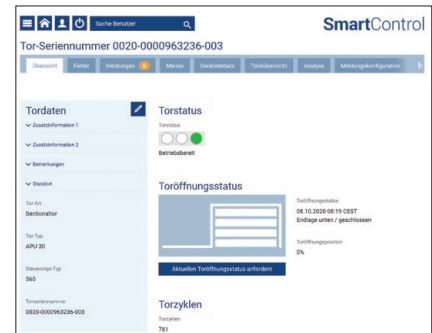 Suche Benutzer
SmartControl
Tor-Seriennummer 0020-0000963236-003
Übersicht
Fehler
Meldungen
Menüs
Gerätedetails
Teileübersicht
Analyse
Meldungskonfiguration
Tordaten
Zusatzinformation 1
Zusatzinformation 2
Bemerkungen
Standort
Tor-Art
Sectionaltor
Tor-Typ
APU 30
Steuerungs-Typ
560
Torseriennummer
0020-0000963236-003
Torstatus
Torstatus
Betriebsbereit
Toröffnungsstatus
Toröffnungsstatus
08.10.2020 08:19 CEST
Endlage unten / geschlossen
Toröffnungsposition
0%
Aktuellen Toröffnungsstatus anfordern
Torzyklen
Torzyklen
781